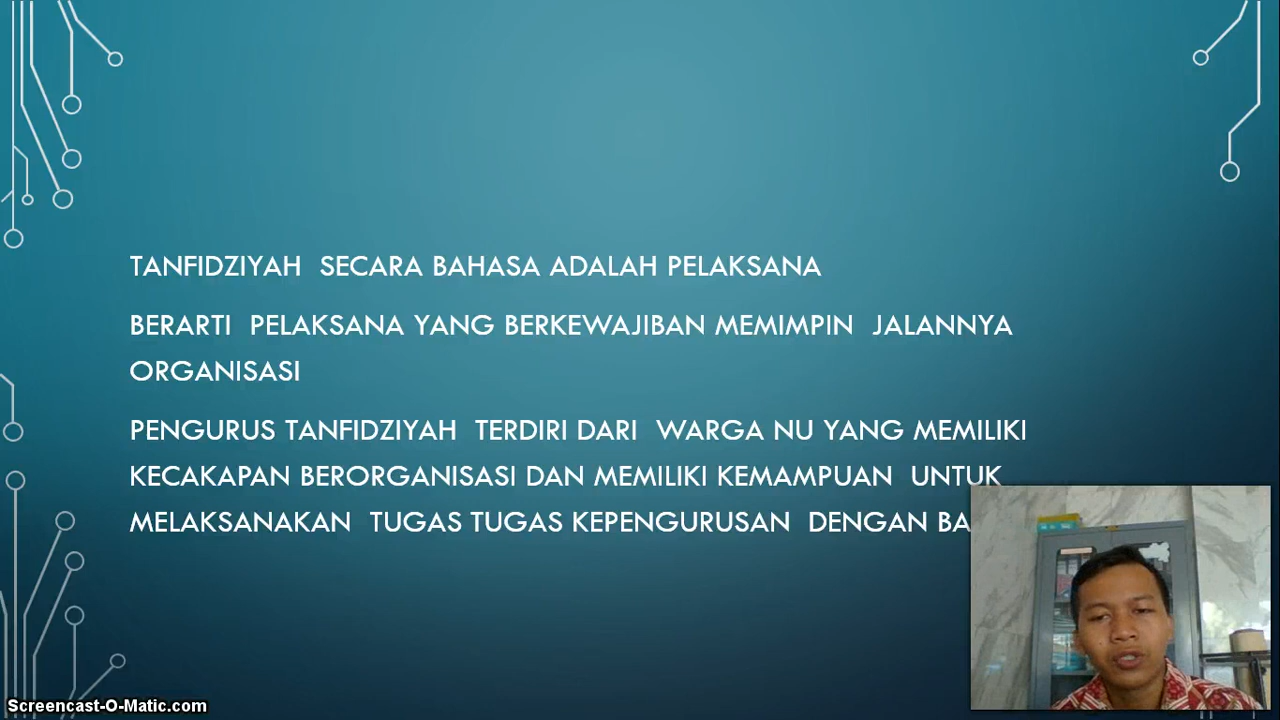 TANFIDZIYAH SECARA BAHASA ADALAH PELAKSANA
BERARTI PELAKSANA YANG BERKEWAJIBAN MEMIMPIN JALANNYA
ORGANISASI
PENGURUS TANFIDZIYAH TERDIRI DARI WARGA NU YANG MEMILIKI
KECAKAPAN BERORGANISASI DAN MEMILIKI KEMAMPUAN UNTUK
MELAKSANAKAN TUGAS TUGAS KEPENGURUSAN DENGAN
Screencast-O-Matic.com